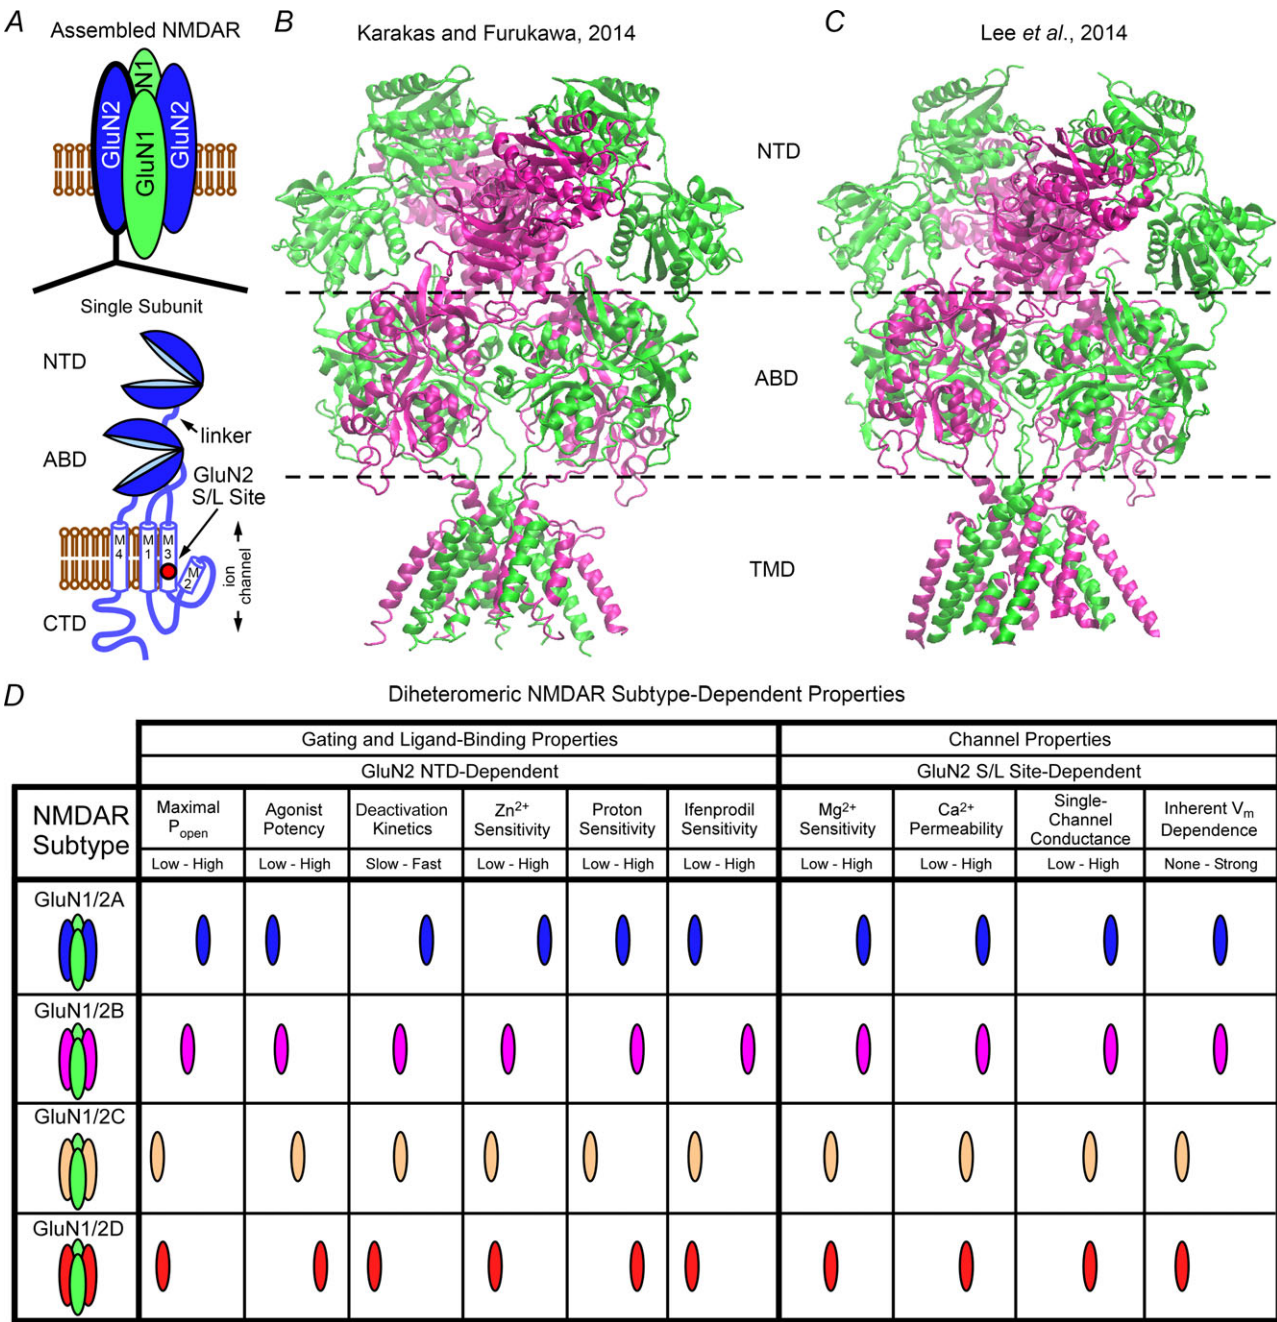 A
Assembled NMDAR
GluN2
N1
GluN1
GluN2
Single Subunit
NTD
linker
ABD
GluN2
S/L Site
M4
M1
M3
M2
ion
channel
CTD
B
Karakas and Furukawa, 2014
C
Lee et al., 2014
NTD
ABD
TMD
D
Diheteromeric NMDAR Subtype-Dependent Properties
Gating and Ligand-Binding Properties
Channel Properties
GluN2 NTD-Dependent
GluN2 S/L Site-Dependent
NMDAR
Subtype
Maximal
Popen
Low - High
Agonist
Potency
Low - High
Deactivation
Kinetics
Slow - Fast
Zn2+
Sensitivity
Low - High
Proton
Sensitivity
Low - High
Ifenprodil
Sensitivity
Low - High
Mg2+
Sensitivity
Low - High
Ca2+
Permeability
Low - High
Single-
Channel
Conductance
Low - High
Inherent Vm
Dependence
None - Strong
GluN1/2A
GluN1/2B
GluN1/2C
GluN1/2D